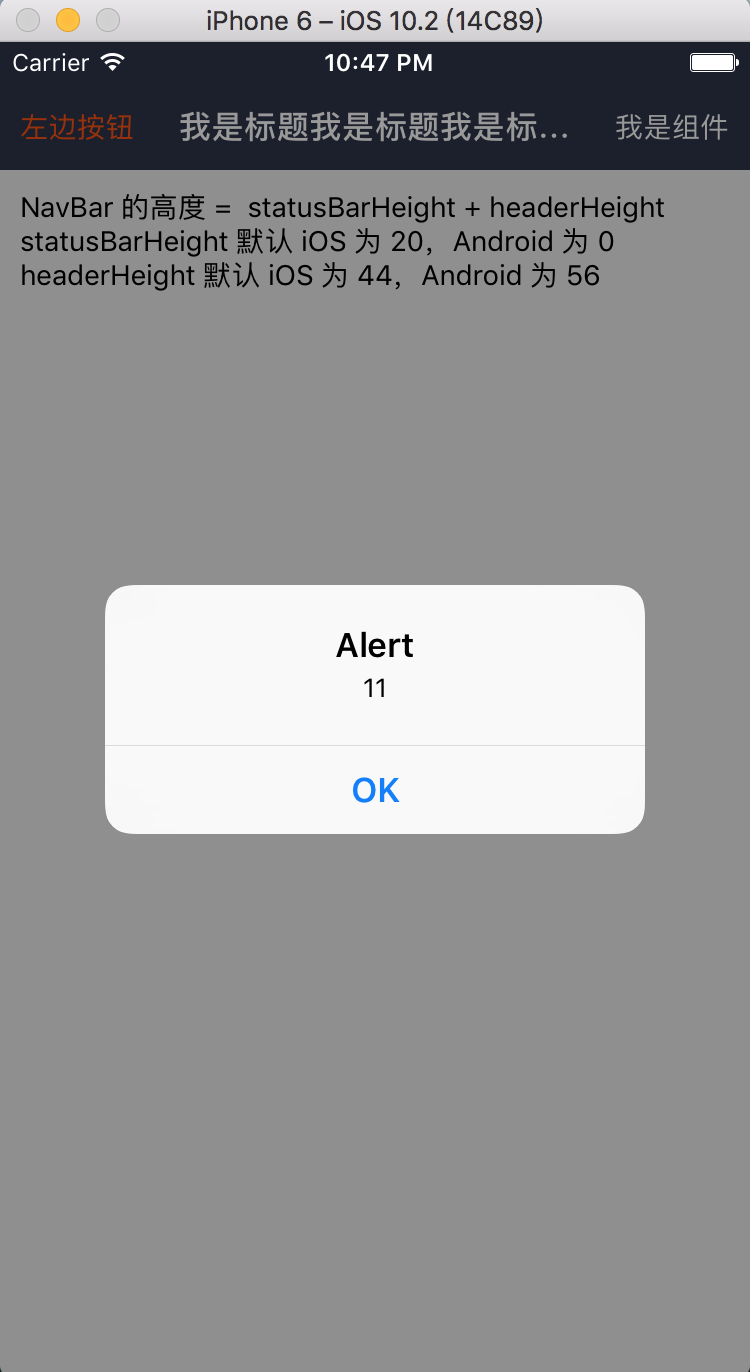 iPhone 6 – iOS 10.2 (14C89)
Carrier 10:47 PM
左边按钮 我是标题我是标题我是标... 我是组件
NavBar 的高度 = statusBarHeight + headerHeight
statusBarHeight 默认 iOS 为 20，Android 为 0
headerHeight 默认 iOS 为 44，Android 为 56
Alert
11
OK